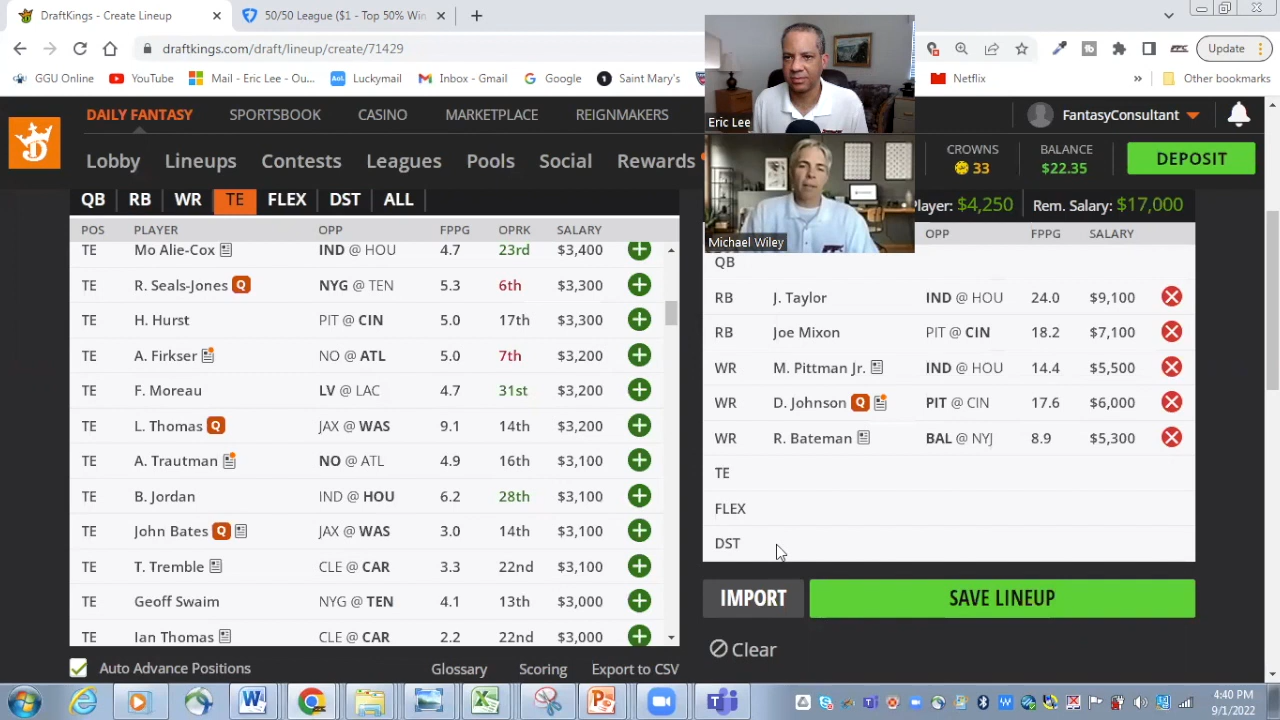 DraftKings - Create Lineup
50/50 League ($1 - Top 50% Win
draftkings.com/draft/lineup/create/71429
Update
GGU Online
YouTube
Mail - Eric Lee - Ou...
Aol.
Luckymail
Inbox - Gmail
Google
Saint Mary's
Netflix
»
Other bookmarks
DAILY FANTASY
SPORTSBOOK
CASINO
MARKETPLACE
REIGNMAKERS
FantasyConsultant
Lobby
Lineups
Contests
Leagues
Pools
Social
Rewards
CROWNS
33
BALANCE
$22.35
DEPOSIT
Eric Lee
Michael Wiley
QB RB WR TE FLEX DST ALL
Player: $4,250 Rem. Salary: $17,000
POS PLAYER OPP FPPG OPRK SALARY
TE Mo Alie-Cox IND @ HOU 4.7 23rd $3,400
TE R. Seals-Jones Q NYG @ TEN 5.3 6th $3,300
TE H. Hurst PIT @ CIN 5.0 17th $3,300
TE A. Firkser NO @ ATL 5.0 7th $3,200
TE F. Moreau LV @ LAC 4.7 31st $3,200
TE L. Thomas Q JAX @ WAS 9.1 14th $3,200
TE A. Trautman NO @ ATL 4.9 16th $3,100
TE B. Jordan IND @ HOU 6.2 28th $3,100
TE John Bates Q JAX @ WAS 3.0 14th $3,100
TE T. Tremble CLE @ CAR 3.3 22nd $3,100
TE Geoff Swaim NYG @ TEN 4.1 13th $3,000
TE Ian Thomas CLE @ CAR 2.2 22nd $3,000
Auto Advance Positions
Glossary
Scoring
Export to CSV
OPP FPPG SALARY
QB
RB J. Taylor IND @ HOU 24.0 $9,100
RB Joe Mixon PIT @ CIN 18.2 $7,100
WR M. Pittman Jr. IND @ HOU 14.4 $5,500
WR D. Johnson Q PIT @ CIN 17.6 $6,000
WR R. Bateman BAL @ NYJ 8.9 $5,300
TE
FLEX
DST
IMPORT
SAVE LINEUP
Clear
4:40 PM
9/1/2022